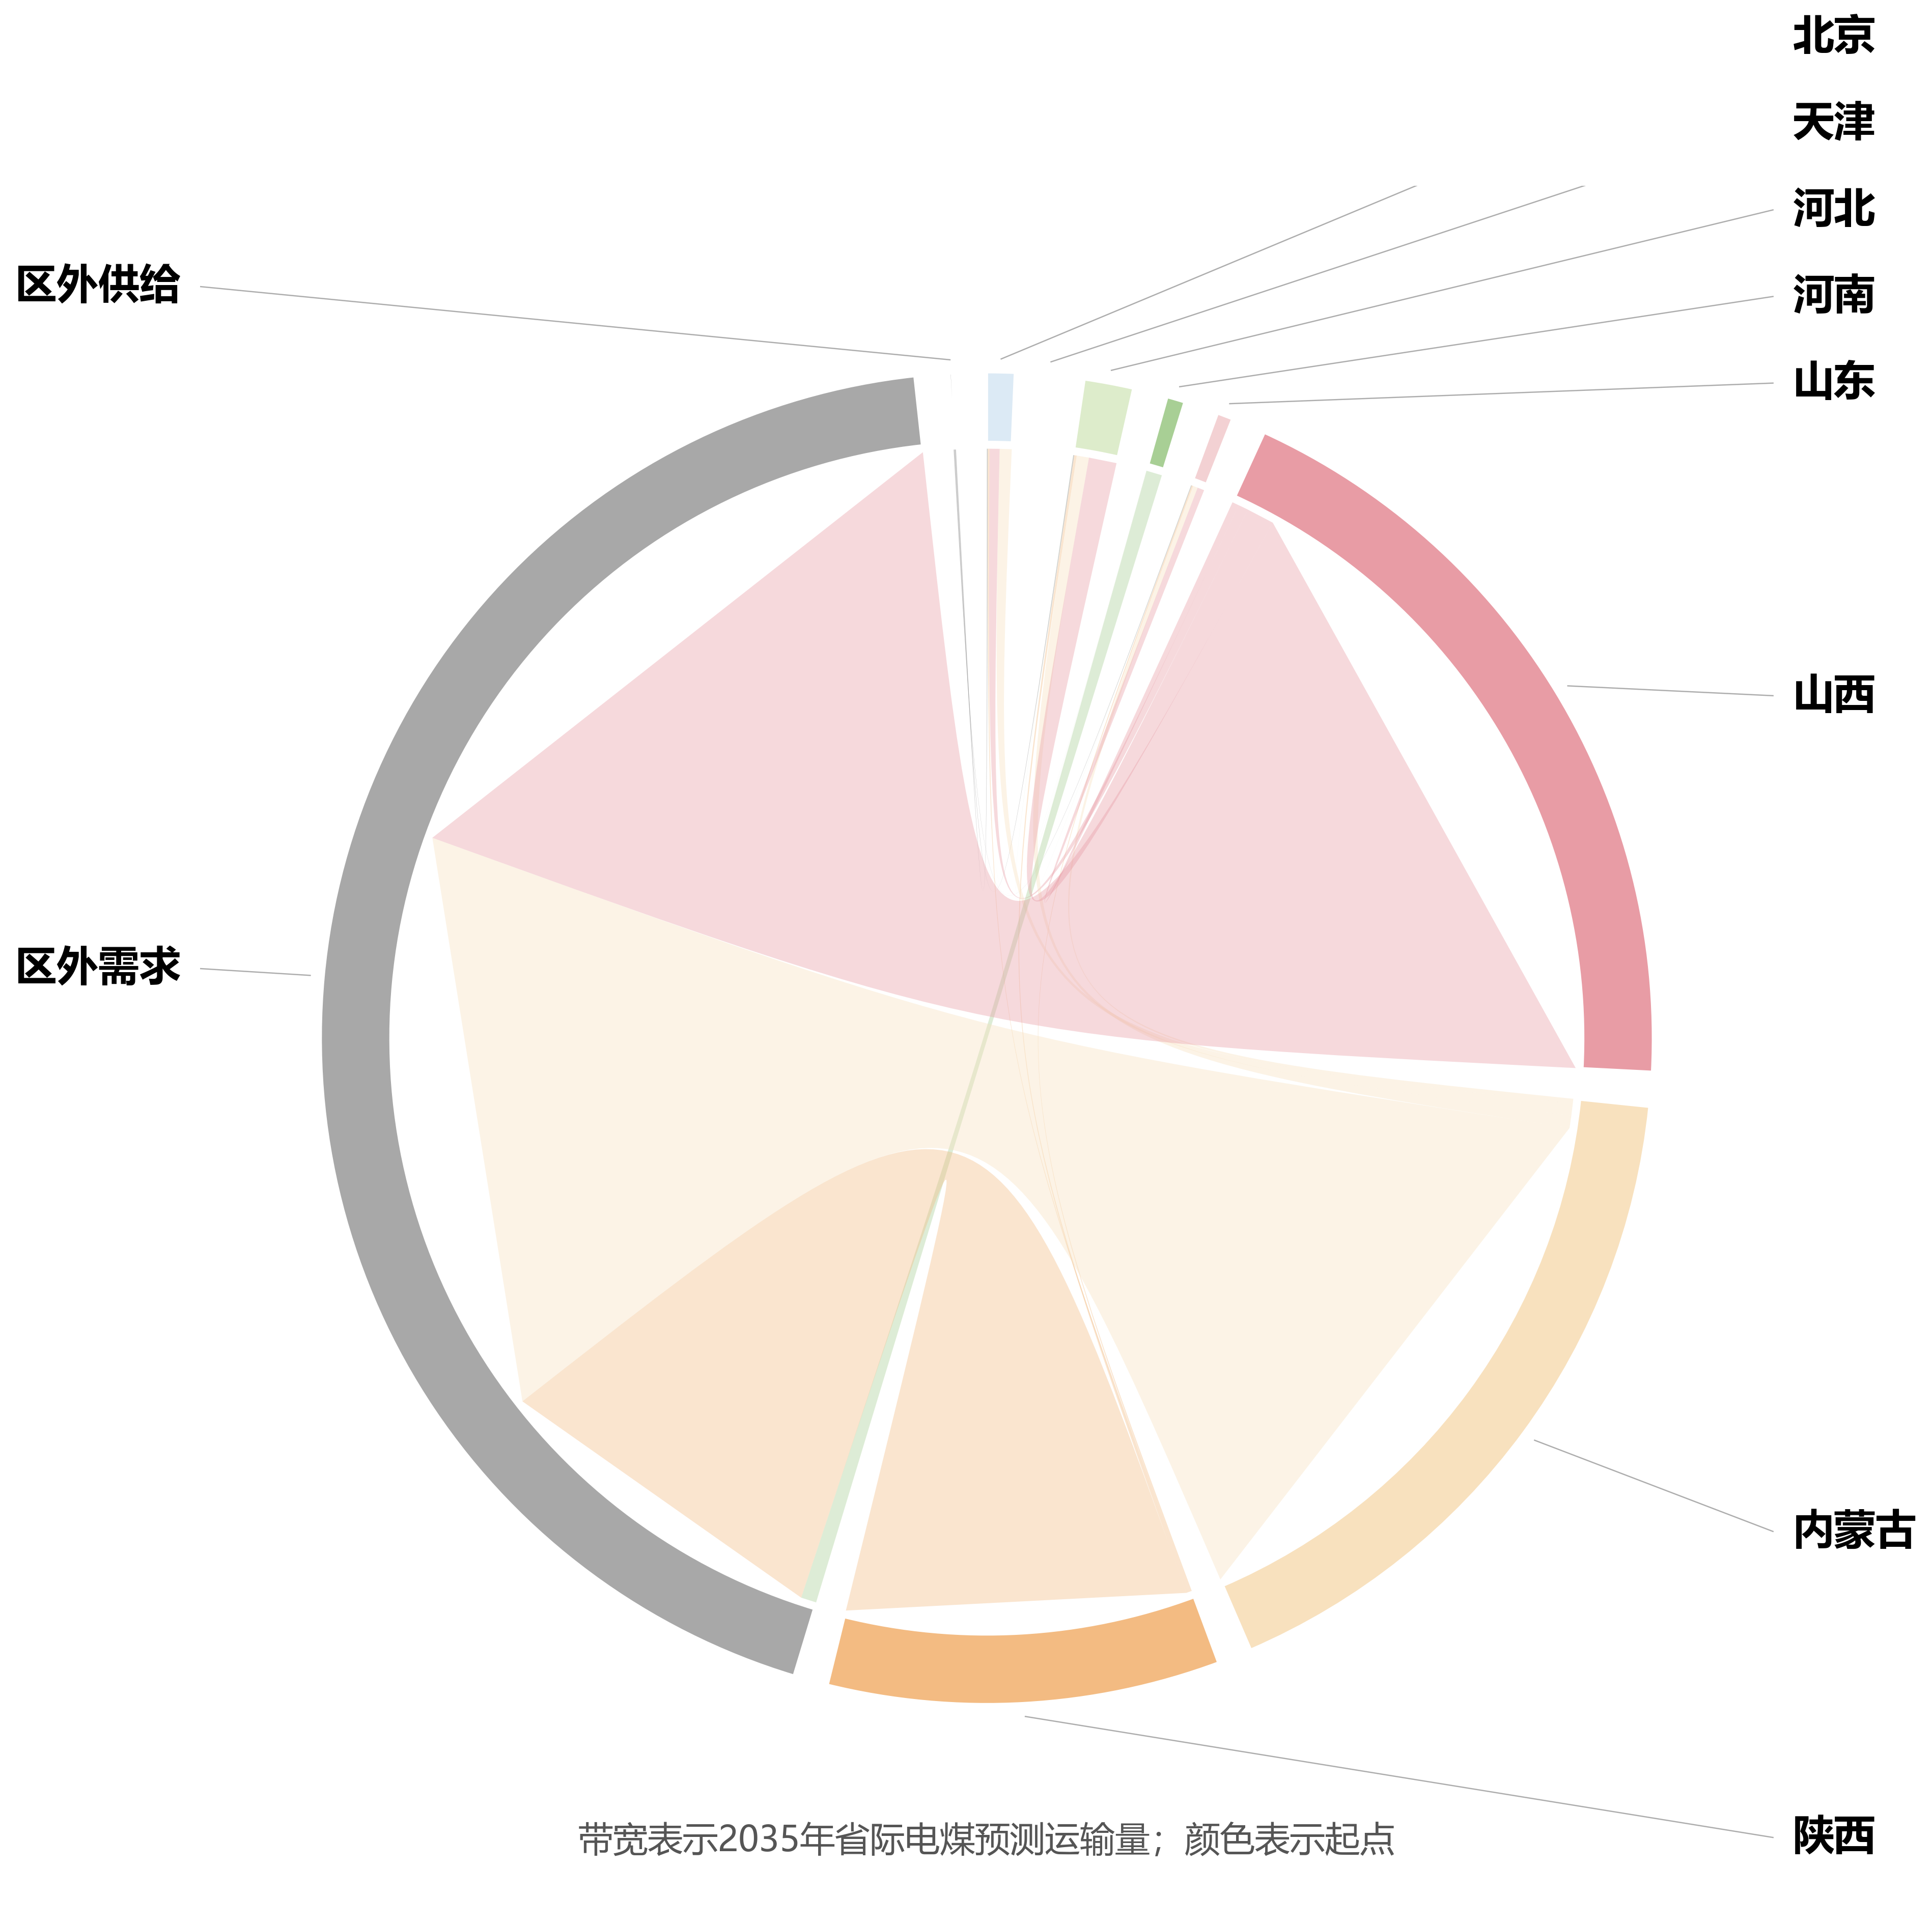 北京
天津
河北
河南
山东
区外供给
山西
区外需求
内蒙古
陕西
带宽表示2035年省际电煤预测运输量；颜色表示起点